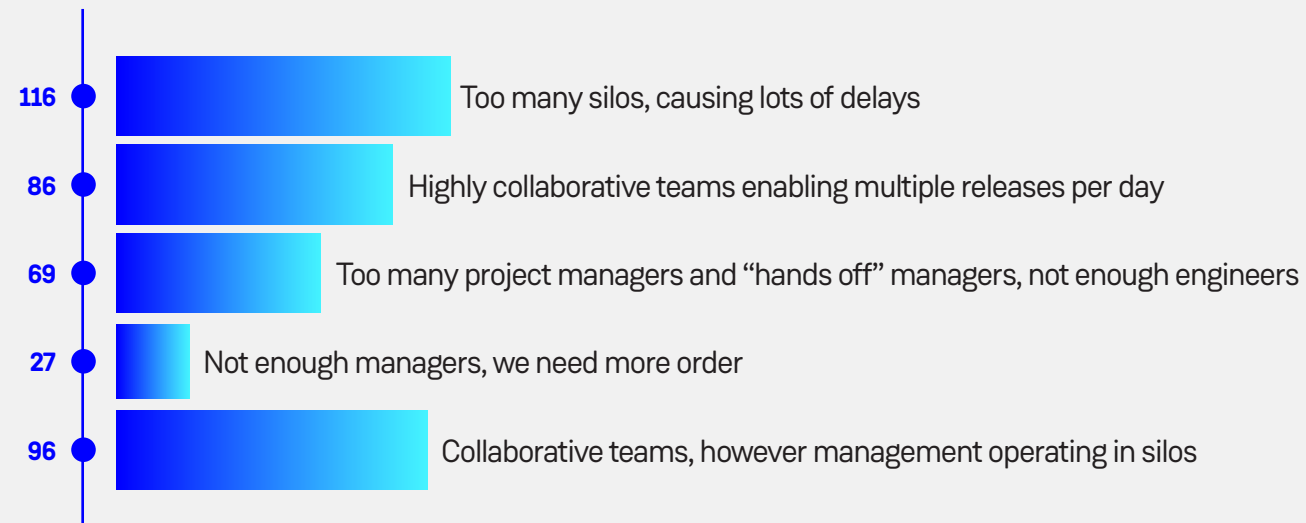 116 Too many silos, causing lots of delays
86 Highly collaborative teams enabling multiple releases per day
69 Too many project managers and “hands off” managers, not enough engineers
27 Not enough managers, we need more order
96 Collaborative teams, however management operating in silos